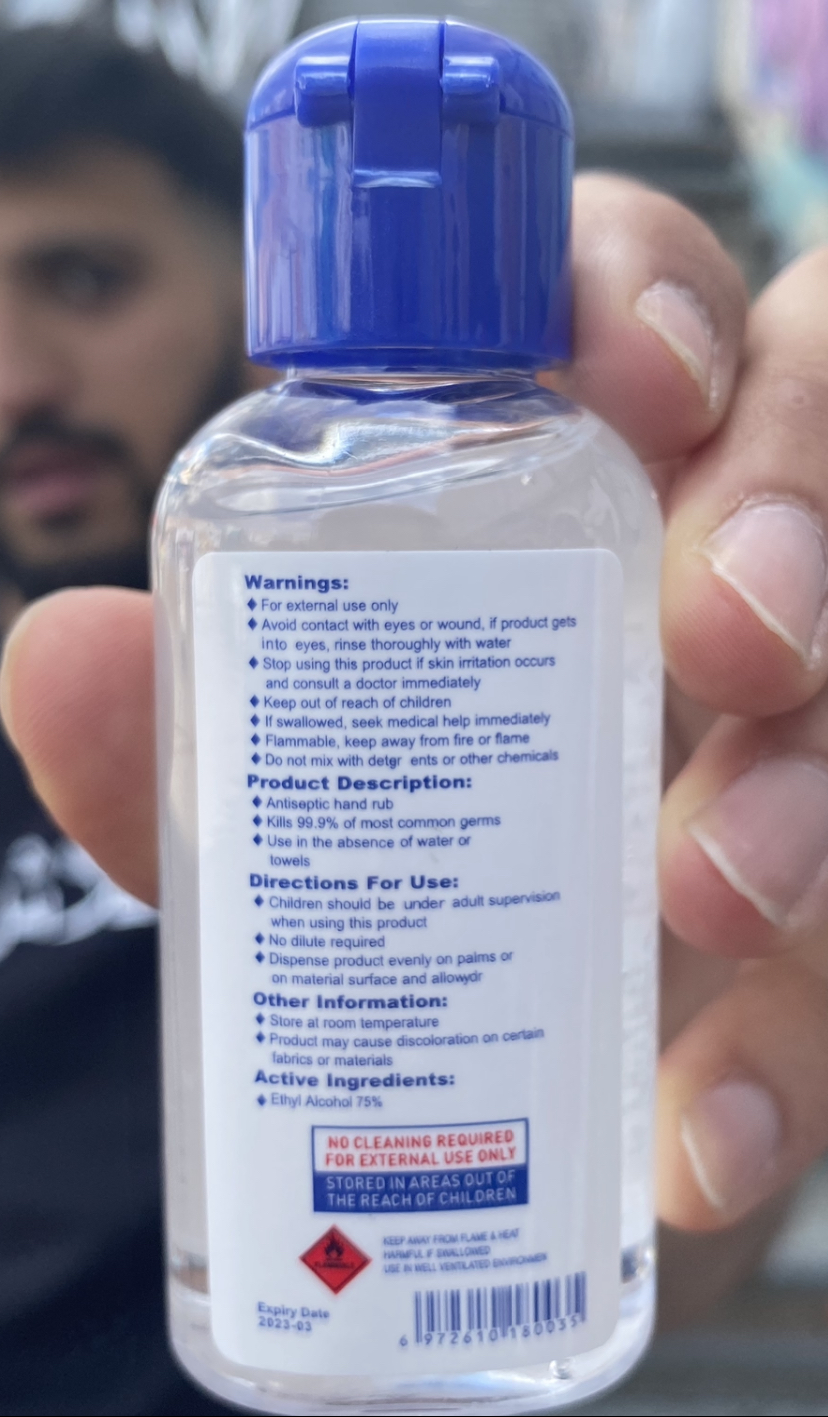 Warnings:
♦ For external use only
♦ Avoid contact with eyes or wound, if product gets
into eyes, rinse thoroughly with water
♦ Stop using this product if skin irritation occurs
and consult a doctor immediately
♦ Keep out of reach of children
♦ If swallowed, seek medical help immediately
♦ Flammable, keep away from fire or flame
♦ Do not mix with deter ents or other chemicals
Product Description:
♦ Antiseptic hand rub
♦ Kills 99.9% of most common germs
♦ Use in the absence of water or
towels
Directions For Use:
♦ Children should be under adult supervision
when using this product
♦ No dilute required
♦ Dispense product evenly on palms or
on material surface and allowydr
Other Information:
♦ Store at room temperature
♦ Product may cause discoloration on certain
fabrics or materials
Active Ingredients:
♦ Ethyl Alcohol 75%
NO CLEANING REQUIRED
FOR EXTERNAL USE ONLY
STORED IN AREAS OUT OF
THE REACH OF CHILDREN
KEEP AWAY FROM FLAME & HEAT
HARMFUL IF SWALLOWED
USE IN WELL VENTILATED ENVIRONMEN
Expiry Date
2023-03
6 972610 180035